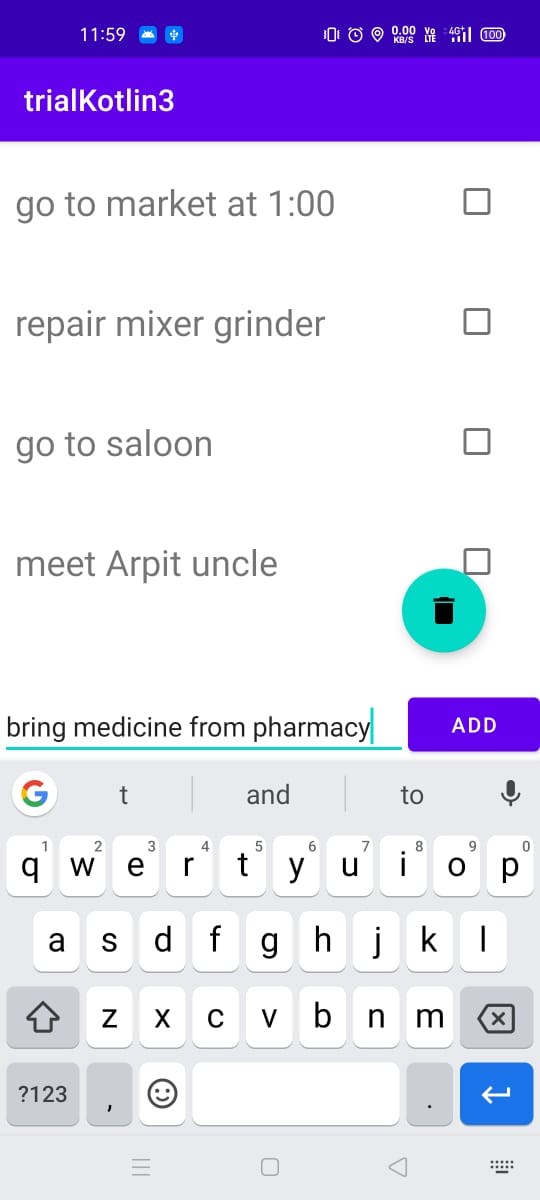 11:59 0.00 KB/S Vo LTE 4G+ 100
trialKotlin3
go to market at 1:00
repair mixer grinder
go to saloon
meet Arpit uncle
bring medicine from pharmacy ADD
G t and to
1 2 3 4 5 6 7 8 9 0
q w e r t y u i o p
a s d f g h j k l
z x c v b n m
?123 , .